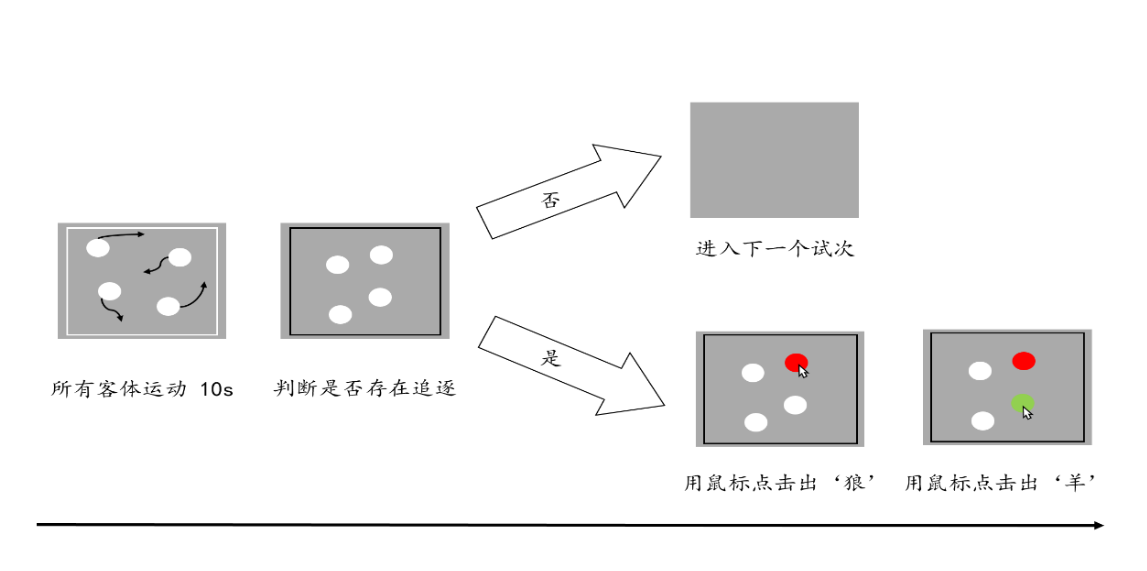 否
进入下一个试次
所有客体运动 10s
判断是否存在追逐
是
用鼠标点击出‘狼’
用鼠标点击出‘羊’